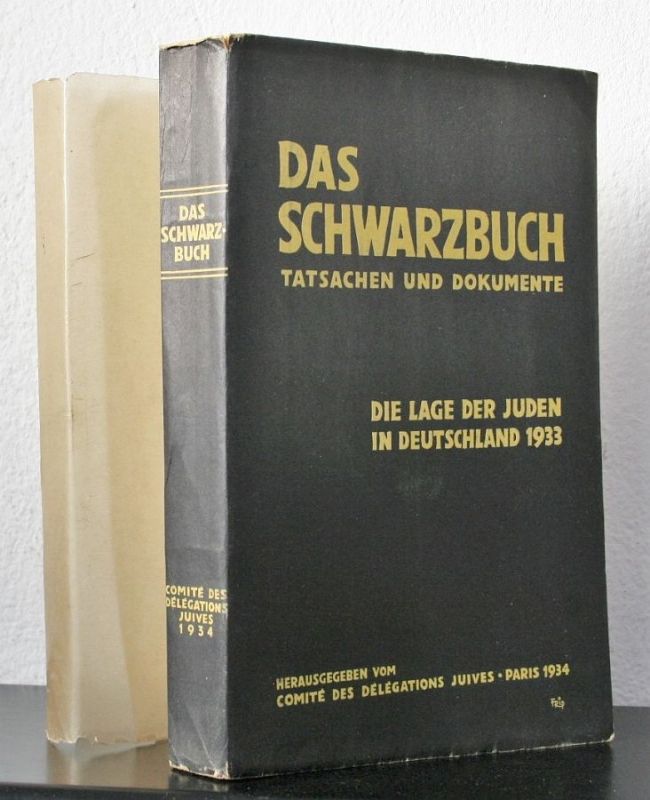 DAS
SCHWARZ-
BUCH
COMITÉ DES
DÉLÉGATIONS
JUIVES
1934
DAS
SCHWARZBUCH
TATSACHEN UND DOKUMENTE
DIE LAGE DER JUDEN
IN DEUTSCHLAND 1933
HERAUSGEGEBEN VOM
COMITÉ DES DÉLÉGATIONS JUIVES • PARIS 1934